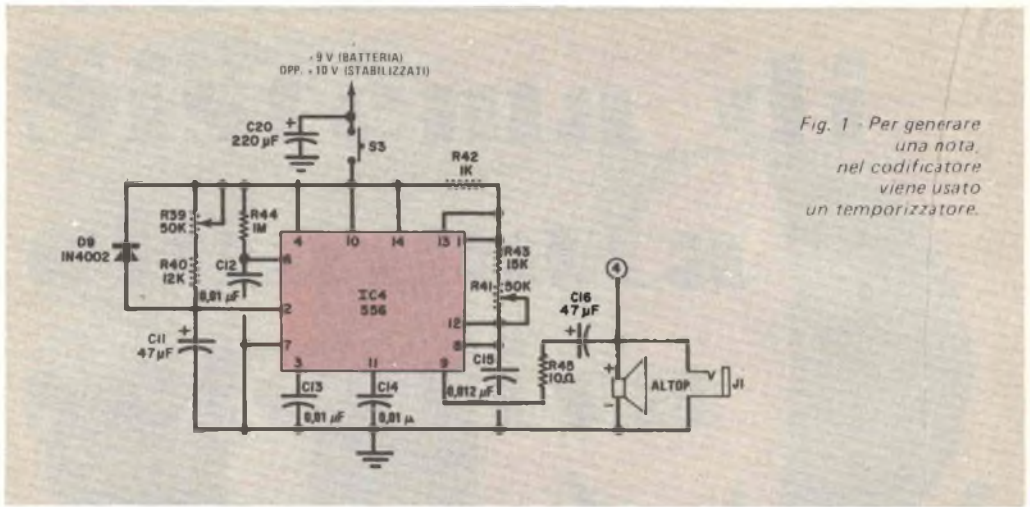 +9 V (BATTERIA)
OPP. +10 V (STABILIZZATI)
C20
220 µF
+
S3
R42
1K
Fig. 1 - Per generare
una nota,
nel codificatore
viene usato
un temporizzatore.
D9
1N4002
R39
50K
R44
1M
R40
12K
C12
0,01 µF
C11
47 µF
+
4
10
14
13
1
6
2
7
3
11
9
8
12
IC4
556
R43
15K
R41
50K
C15
0,012 µF
C13
0,01 µF
C14
0,01 µ
R45
10Ω
C16
47 µF
+
4
+
-
ALTOP.
J1